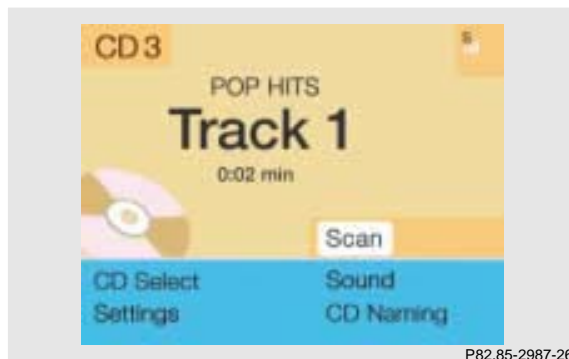 CD 3
S
POP HITS
Track 1
0:02 min
Scan
CD Select Sound
Settings CD Naming
P82.85-2987-26